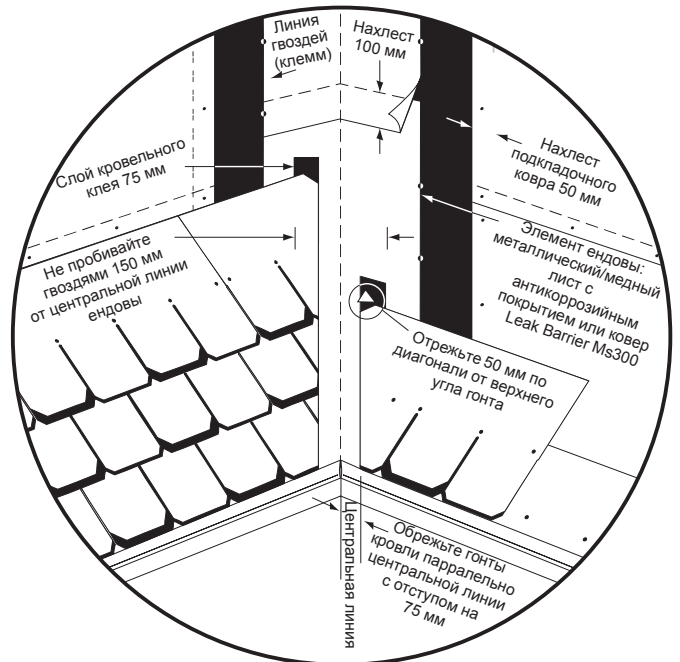 Линия
гвоздей
(клемм)
Нахлест
100 мм
Слой кровельного
клея 75 мм
Нахлест
подкладочного
ковра 50 мм
Не пробивайте
гвоздями 150 мм
от центральной линии
ендовы
Элемент ендовы:
металлический/медный
лист с
антикоррозийным
покрытием или ковер
Leak Barrier Ms300
Отрежьте 50 мм по
диагонали от верхнего
угла гонта
Центральная линия
Обрежьте гонты
кровли парралельно
центральной линии
с отступом на
75 мм